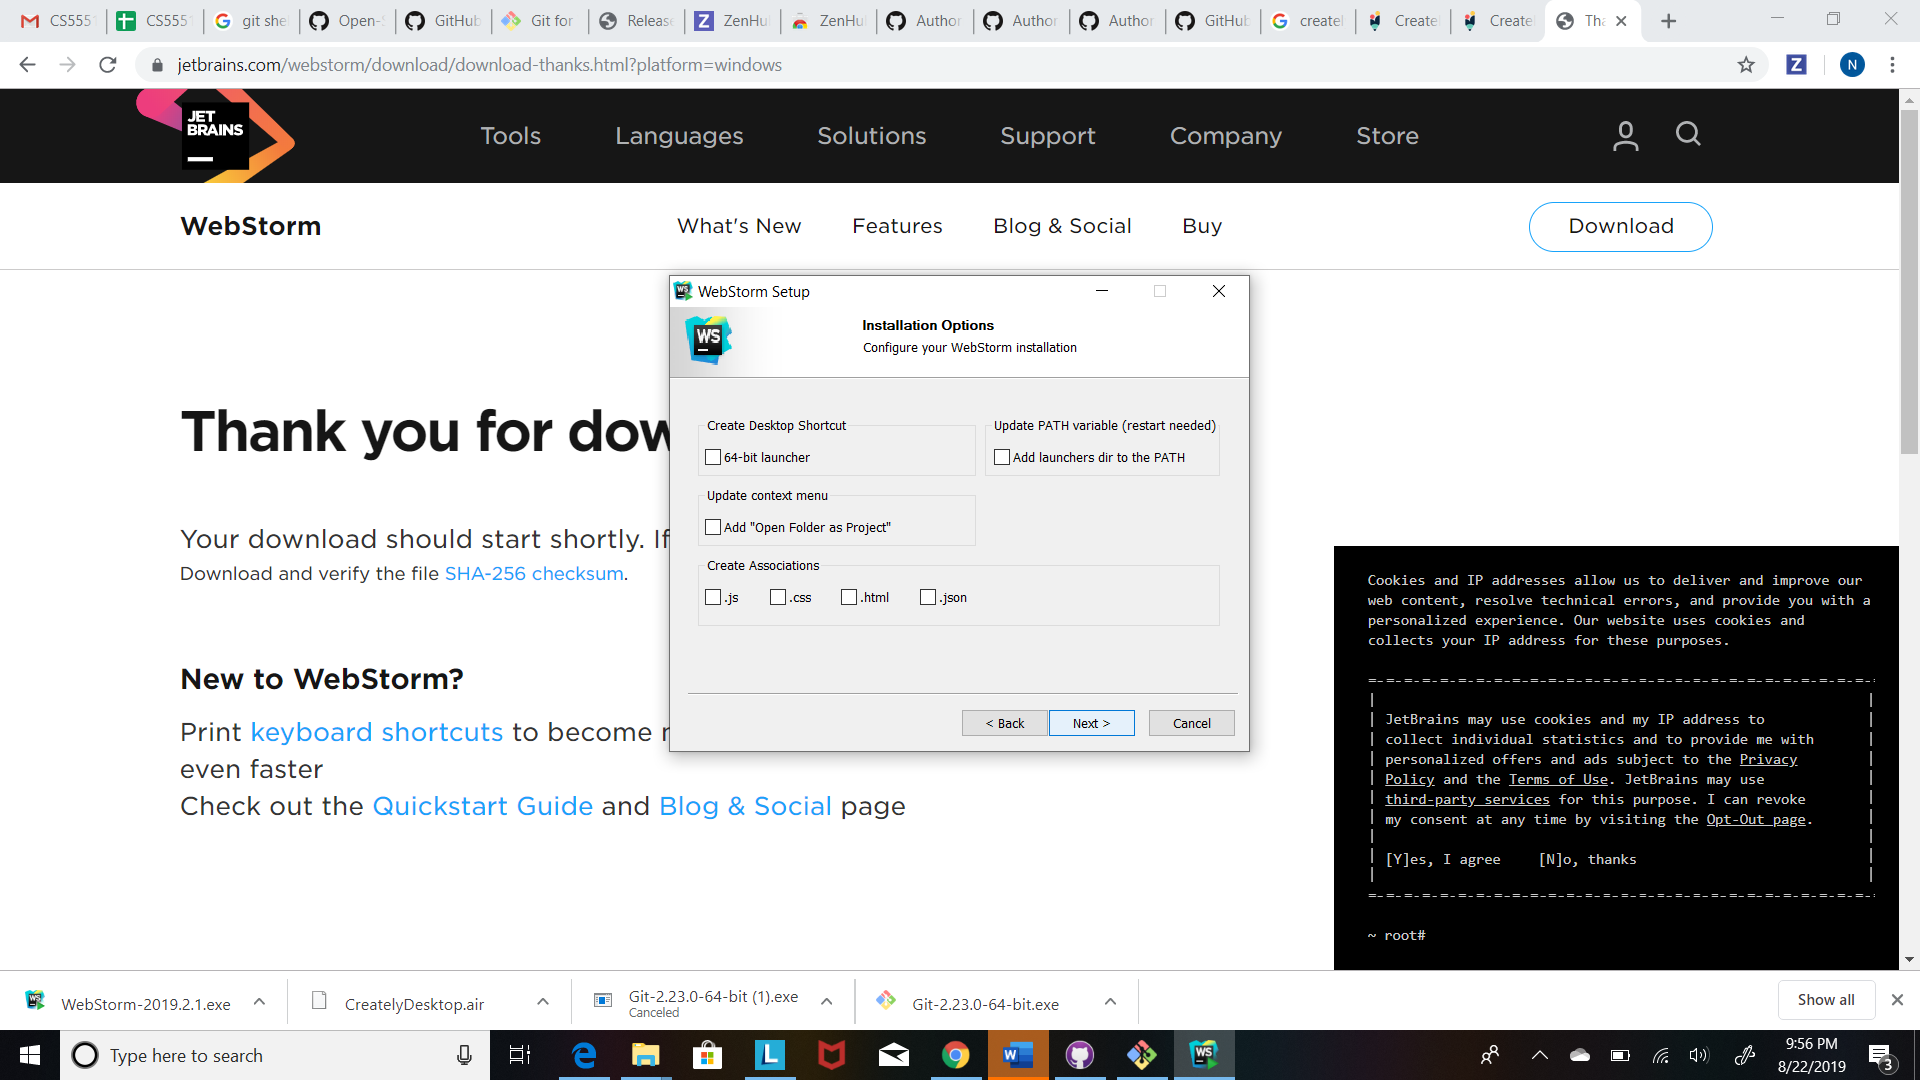 CS555
CS555
git she
Open-
GitHub
Git for
Release
ZenHu
ZenHu
Author
Author
Author
GitHub
createl
Create
Create
Tha
jetbrains.com/webstorm/download/download-thanks.html?platform=windows
Z
N
JET
BRAINS
Tools
Languages
Solutions
Support
Company
Store
WebStorm
What's New
Features
Blog & Social
Buy
Download
WebStorm Setup
WS
Installation Options
Configure your WebStorm installation
Create Desktop Shortcut
64-bit launcher
Update PATH variable (restart needed)
Add launchers dir to the PATH
Update context menu
Add "Open Folder as Project"
Create Associations
.js
.css
.html
.json
< Back
Next >
Cancel
Thank you for dow
Your download should start shortly. If
Download and verify the file SHA-256 checksum.
New to WebStorm?
Print keyboard shortcuts to become
even faster
Check out the Quickstart Guide and Blog & Social page
Cookies and IP addresses allow us to deliver and improve our
web content, resolve technical errors, and provide you with a
personalized experience. Our website uses cookies and
collects your IP address for these purposes.
JetBrains may use cookies and my IP address to
collect individual statistics and to provide me with
personalized offers and ads subject to the Privacy
Policy and the Terms of Use. JetBrains may use
third-party services for this purpose. I can revoke
my consent at any time by visiting the Opt-Out page.
[Y]es, I agree [N]o, thanks
~ root#
WebStorm-2019.2.1.exe
CreatelyDesktop.air
Git-2.23.0-64-bit (1).exe
Canceled
Git-2.23.0-64-bit.exe
Show all
Type here to search
9:56 PM
8/22/2019
3